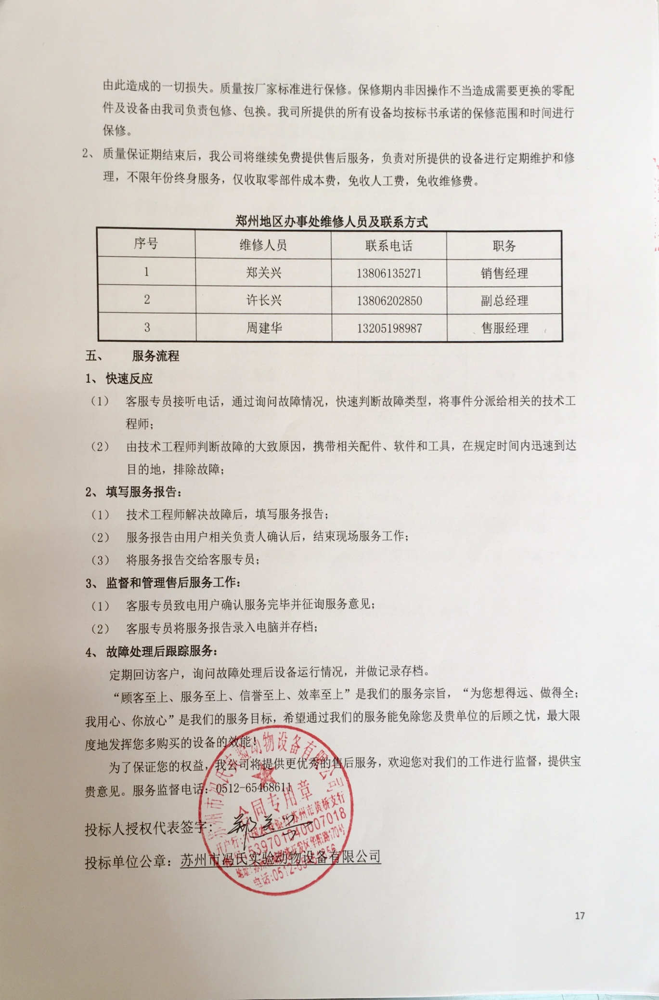 由此造成的一切损失。质量按厂家标准进行保修。保修期内非因操作不当造成需要更换的零配
件及设备由我司负责包修、包换。我司所提供的所有设备均按标书承诺的保修范围和时间进行
保修。
2、 质量保证期结束后，我公司将继续免费提供售后服务，负责对所提供的设备进行定期维护和修
理，不限年份终身服务，仅收取零部件成本费，免收人工费，免收维修费。
郑州地区办事处维修人员及联系方式
序号 维修人员 联系电话 职务
1 郑关兴 13806135271 销售经理
2 许长兴 13806202850 副总经理
3 周建华 13205198987 售服经理
五、 服务流程
1、 快速反应
（1） 客服专员接听电话，通过询问故障情况，快速判断故障类型，将事件分派给相关的技术工
程师；
（2） 由技术工程师判断故障的大致原因，携带相关配件、软件和工具，在规定时间内迅速到达
目的地，排除故障；
2、 填写服务报告：
（1） 技术工程师解决故障后，填写服务报告；
（2） 服务报告由用户相关负责人确认后，结束现场服务工作；
（3） 将服务报告交给客服专员；
3、 监督和管理售后服务工作：
（1） 客服专员致电用户确认服务完毕并征询服务意见；
（2） 客服专员将服务报告录入电脑并存档；
4、 故障处理后跟踪服务：
定期回访客户，询问故障处理后设备运行情况，并做记录存档。
“顾客至上、服务至上、信誉至上、效率至上”是我们的服务宗旨，“为您想得远、做得全；
我用心、你放心”是我们的服务目标，希望通过我们的服务能免除您及贵单位的后顾之忧，最大限
度地发挥您多购买的设备的效能！
为了保证您的权益，我公司将提供更优秀的售后服务，欢迎您对我们的工作进行监督，提供宝
贵意见。服务监督电话：0512-65468611
投标人授权代表签字：郑关兴
投标单位公章：苏州市冯氏实验动物设备有限公司
苏州市冯氏实验动物设备有限公司
合同专用章
开户行：中国农业银行苏州市黄桥支行
539701040007018
华阳路170号
电话:0512-
17